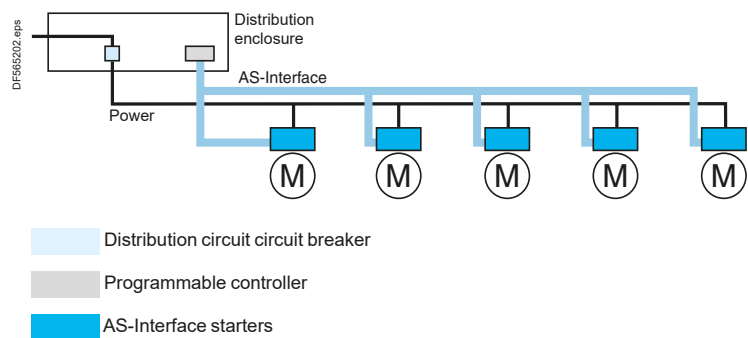 DF565202.eps
Distribution
enclosure
AS-Interface
Power
M M M M M
Distribution circuit circuit breaker
Programmable controller
AS-Interface starters